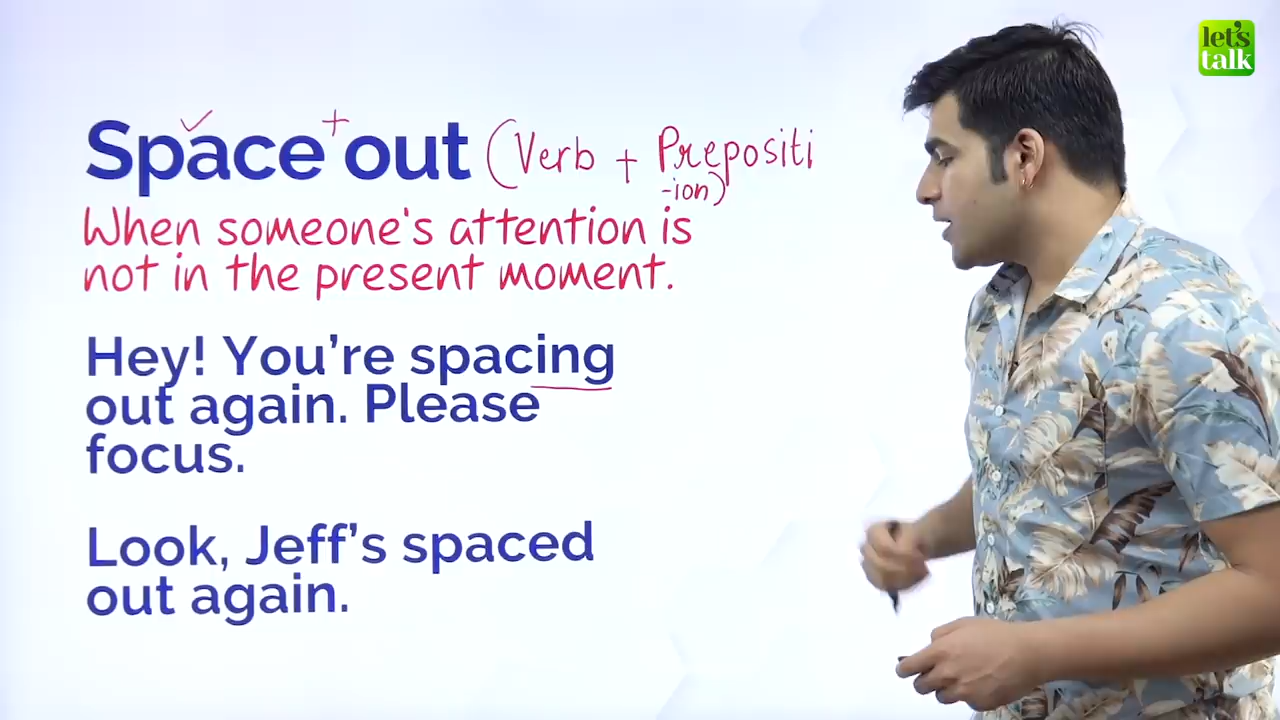 let's
talk
Space + out (Verb + Prepositi
-ion)
When someone's attention is
not in the present moment.
Hey! You're spacing
out again. Please
focus.
Look, Jeff's spaced
out again.